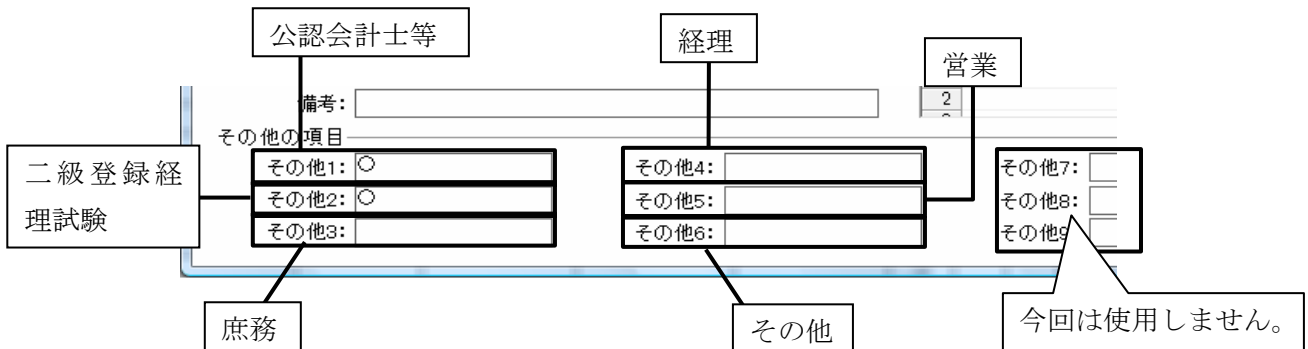 公認会計士等
経理
営業
備考:
2
その他の項目
二級登録経
理試験
その他1: ○
その他4:
その他7:
その他2: ○
その他5:
その他8:
その他3:
その他6:
その他9
庶務
その他
今回は使用しません。